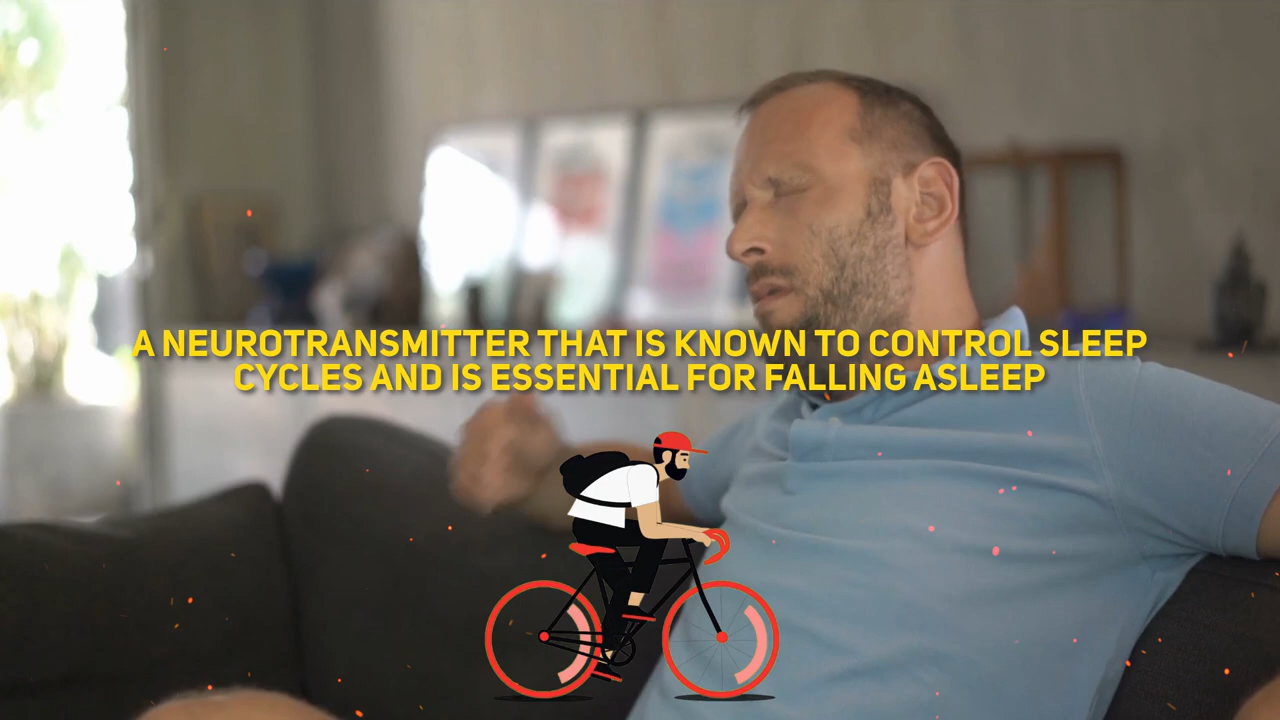 A NEUROTRANSMITTER THAT IS KNOWN TO CONTROL SLEEP
CYCLES AND IS ESSENTIAL FOR FALLING ASLEEP